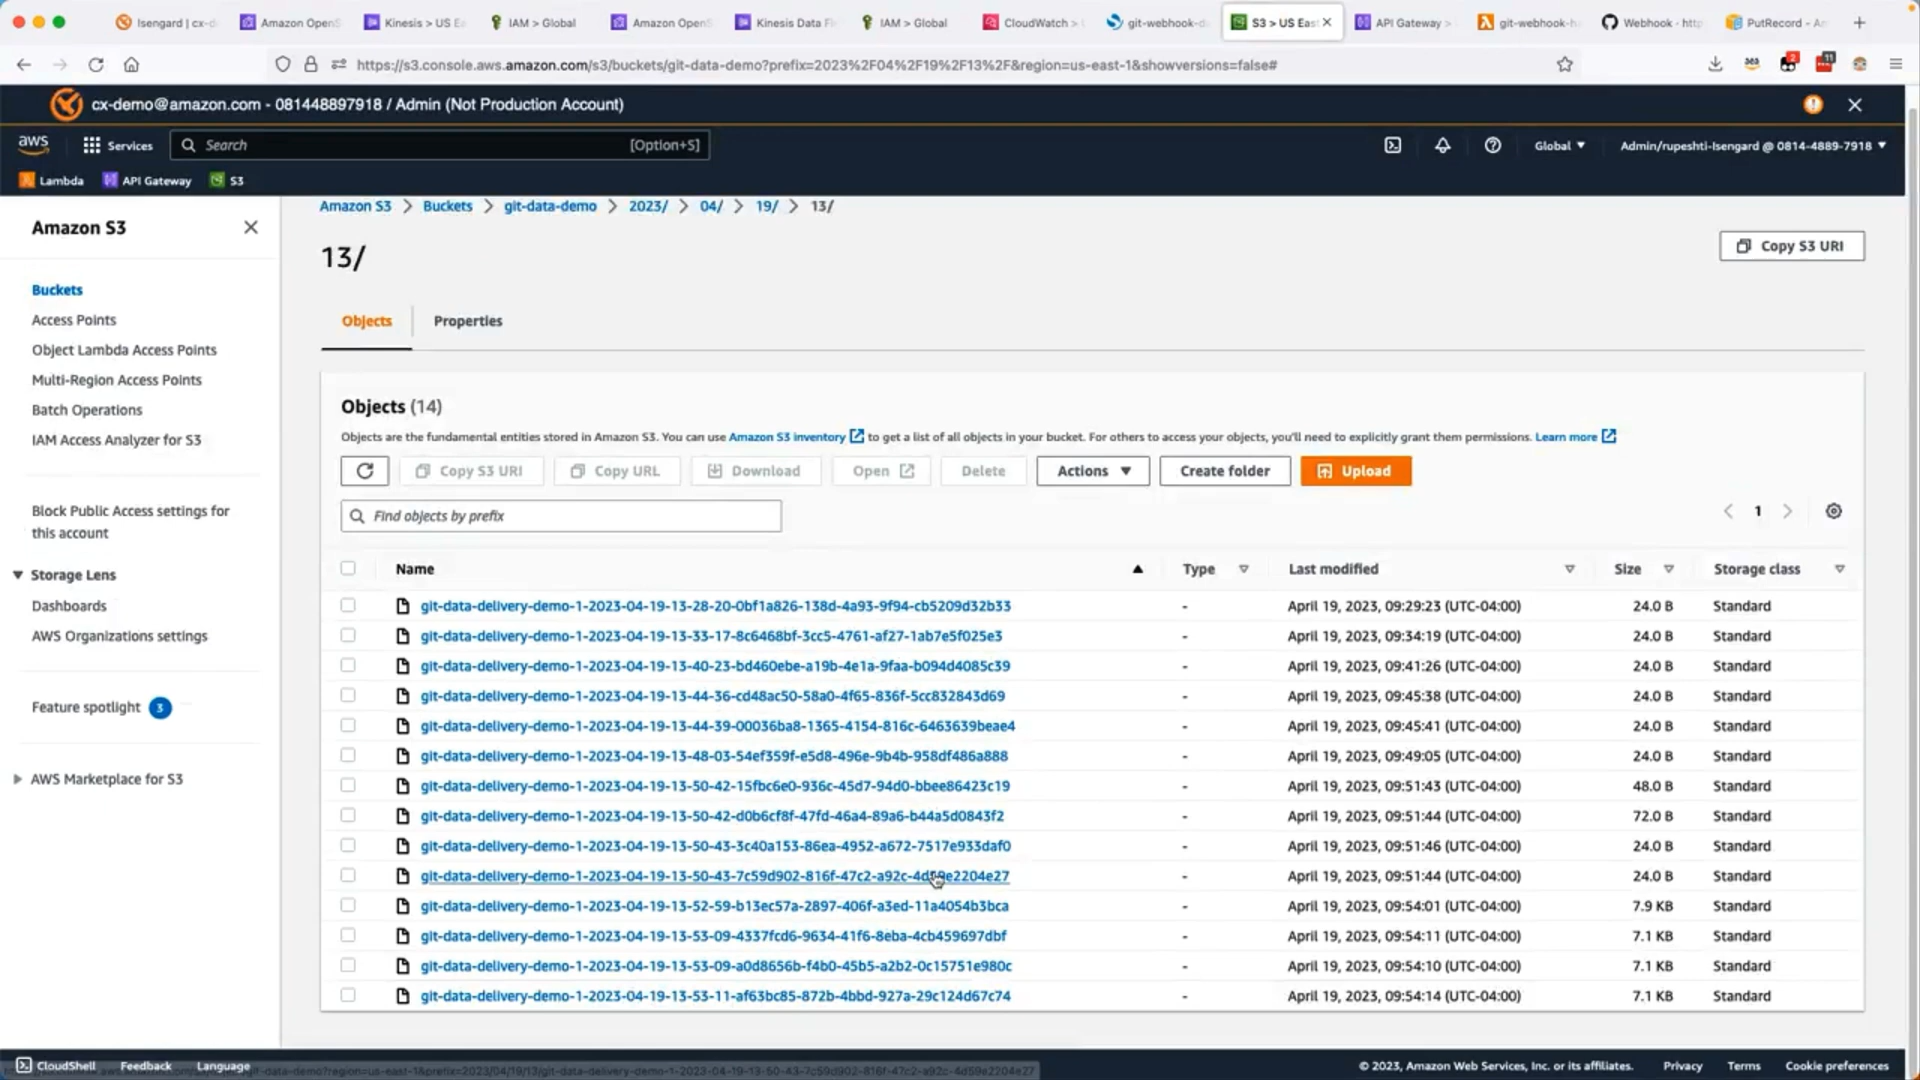 Isengard | cx-d
Amazon OpenS
Kinesis > US Ea
IAM > Global
Amazon OpenS
Kinesis Data Fi
IAM > Global
CloudWatch >
git-webhook-d
S3 > US Eas
API Gateway >
git-webhook-h
Webhook · http
PutRecord - Am
https://s3.console.aws.amazon.com/s3/buckets/git-data-demo?prefix=2023%2F04%2F19%2F13%2F&region=us-east-1&showversions=false#
2
11
cx-demo@amazon.com - 081448897918 / Admin (Not Production Account)
aws
Services
Search
[Option+S]
Global
Admin/rupeshti-Isengard @ 0814-4889-7918
Lambda
API Gateway
S3
Amazon S3
Buckets
Access Points
Object Lambda Access Points
Multi-Region Access Points
Batch Operations
IAM Access Analyzer for S3
Block Public Access settings for
this account
Storage Lens
Dashboards
AWS Organizations settings
Feature spotlight 3
AWS Marketplace for S3
Amazon S3 > Buckets > git-data-demo > 2023/ > 04/ > 19/ > 13/
13/
Copy S3 URI
Objects
Properties
Objects (14)
Objects are the fundamental entities stored in Amazon S3. You can use Amazon S3 inventory to get a list of all objects in your bucket. For others to access your objects, you'll need to explicitly grant them permissions. Learn more
Copy S3 URI
Copy URL
Download
Open
Delete
Actions
Create folder
Upload
Find objects by prefix
1
Name Type Last modified Size Storage class
git-data-delivery-demo-1-2023-04-19-13-28-20-0bf1a826-138d-4a93-9f94-cb5209d32b33 - April 19, 2023, 09:29:23 (UTC-04:00) 24.0 B Standard
git-data-delivery-demo-1-2023-04-19-13-33-17-8c6468bf-3cc5-4761-af27-1ab7e5f025e3 - April 19, 2023, 09:34:19 (UTC-04:00) 24.0 B Standard
git-data-delivery-demo-1-2023-04-19-13-40-23-bd460ebe-a19b-4e1a-9faa-b094d4085c39 - April 19, 2023, 09:41:26 (UTC-04:00) 24.0 B Standard
git-data-delivery-demo-1-2023-04-19-13-44-36-cd48ac50-58a0-4f65-836f-5cc832843d69 - April 19, 2023, 09:45:38 (UTC-04:00) 24.0 B Standard
git-data-delivery-demo-1-2023-04-19-13-44-39-00036ba8-1365-4154-816c-6463639beae4 - April 19, 2023, 09:45:41 (UTC-04:00) 24.0 B Standard
git-data-delivery-demo-1-2023-04-19-13-48-03-54ef359f-e5d8-496e-9b4b-958df486a888 - April 19, 2023, 09:49:05 (UTC-04:00) 24.0 B Standard
git-data-delivery-demo-1-2023-04-19-13-50-42-15fbc6e0-936c-45d7-94d0-bbee86423c19 - April 19, 2023, 09:51:43 (UTC-04:00) 48.0 B Standard
git-data-delivery-demo-1-2023-04-19-13-50-42-d0b6cf8f-47fd-46a4-89a6-b44a5d0843f2 - April 19, 2023, 09:51:44 (UTC-04:00) 72.0 B Standard
git-data-delivery-demo-1-2023-04-19-13-50-43-3c40a153-86ea-4952-a672-7517e933daf0 - April 19, 2023, 09:51:46 (UTC-04:00) 24.0 B Standard
git-data-delivery-demo-1-2023-04-19-13-50-43-7c59d902-816f-47c2-a92c-4d59e2204e27 - April 19, 2023, 09:51:44 (UTC-04:00) 24.0 B Standard
git-data-delivery-demo-1-2023-04-19-13-52-59-b13ec57a-2897-406f-a3ed-11a4054b3bca - April 19, 2023, 09:54:01 (UTC-04:00) 7.9 KB Standard
git-data-delivery-demo-1-2023-04-19-13-53-09-4337fcd6-9634-41f6-8eba-4cb459697dbf - April 19, 2023, 09:54:11 (UTC-04:00) 7.1 KB Standard
git-data-delivery-demo-1-2023-04-19-13-53-09-a0d8656b-f4b0-45b5-a2b2-0c15751e980c - April 19, 2023, 09:54:10 (UTC-04:00) 7.1 KB Standard
git-data-delivery-demo-1-2023-04-19-13-53-11-af63bc85-872b-4bbd-927a-29c124d67c74 - April 19, 2023, 09:54:14 (UTC-04:00) 7.1 KB Standard
CloudShell
Feedback
Language
© 2023, Amazon Web Services, Inc. or its affiliates.
Privacy
Terms
Cookie preferences